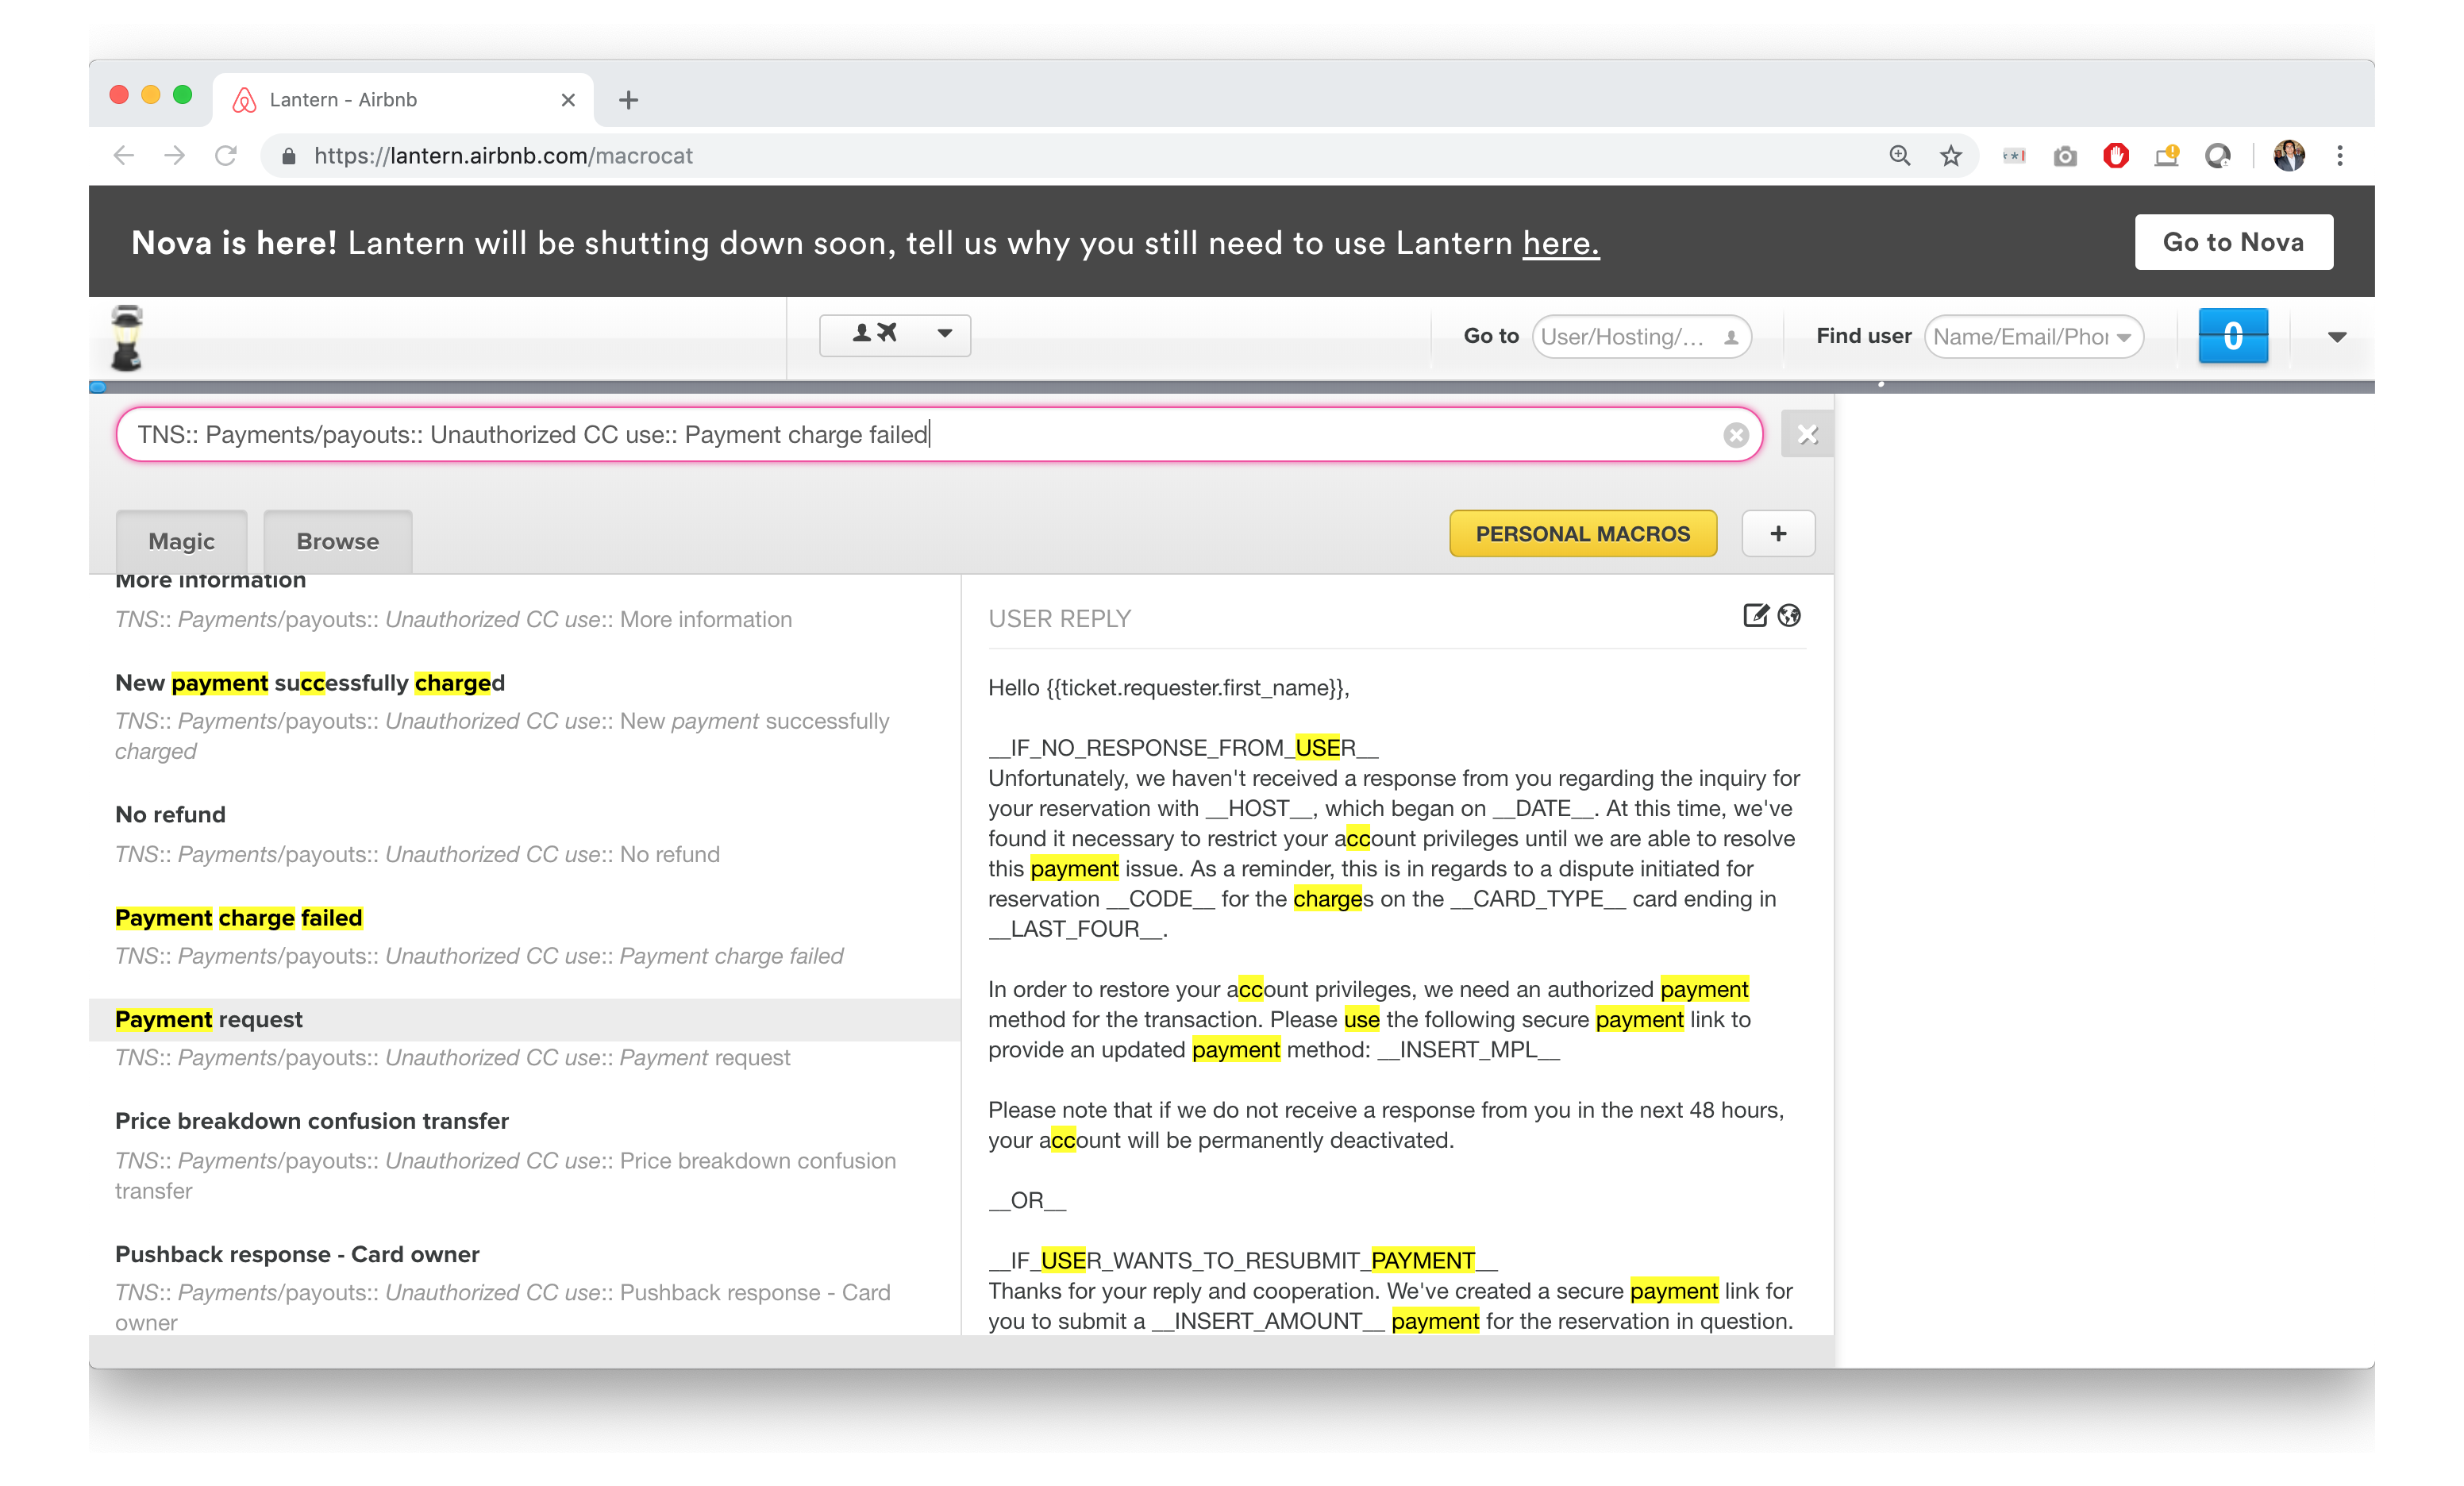 Lantern - Airbnb
https://lantern.airbnb.com/macrocat
Nova is here! Lantern will be shutting down soon, tell us why you still need to use Lantern here.
Go to Nova
Go to
User/Hosting/...
Find user
Name/Email/Phor
0
TNS:: Payments/payouts:: Unauthorized CC use:: Payment charge failed
Magic
Browse
PERSONAL MACROS
+
More information
TNS:: Payments/payouts:: Unauthorized CC use:: More information
New payment successfully charged
TNS:: Payments/payouts:: Unauthorized CC use:: New payment successfully
charged
No refund
TNS:: Payments/payouts:: Unauthorized CC use:: No refund
Payment charge failed
TNS:: Payments/payouts:: Unauthorized CC use:: Payment charge failed
Payment request
TNS:: Payments/payouts:: Unauthorized CC use:: Payment request
Price breakdown confusion transfer
TNS:: Payments/payouts:: Unauthorized CC use:: Price breakdown confusion
transfer
Pushback response - Card owner
TNS:: Payments/payouts:: Unauthorized CC use:: Pushback response - Card
owner
USER REPLY
Hello {{ticket.requester.first_name}},
__IF_NO_RESPONSE_FROM_USER__
Unfortunately, we haven't received a response from you regarding the inquiry for
your reservation with __HOST__, which began on __DATE__. At this time, we've
found it necessary to restrict your account privileges until we are able to resolve
this payment issue. As a reminder, this is in regards to a dispute initiated for
reservation __CODE__ for the charges on the __CARD_TYPE__ card ending in
__LAST_FOUR__.
In order to restore your account privileges, we need an authorized payment
method for the transaction. Please use the following secure payment link to
provide an updated payment method: __INSERT_MPL__
Please note that if we do not receive a response from you in the next 48 hours,
your account will be permanently deactivated.
__OR__
__IF_USER_WANTS_TO_RESUBMIT_PAYMENT__
Thanks for your reply and cooperation. We've created a secure payment link for
you to submit a __INSERT_AMOUNT__ payment for the reservation in question.